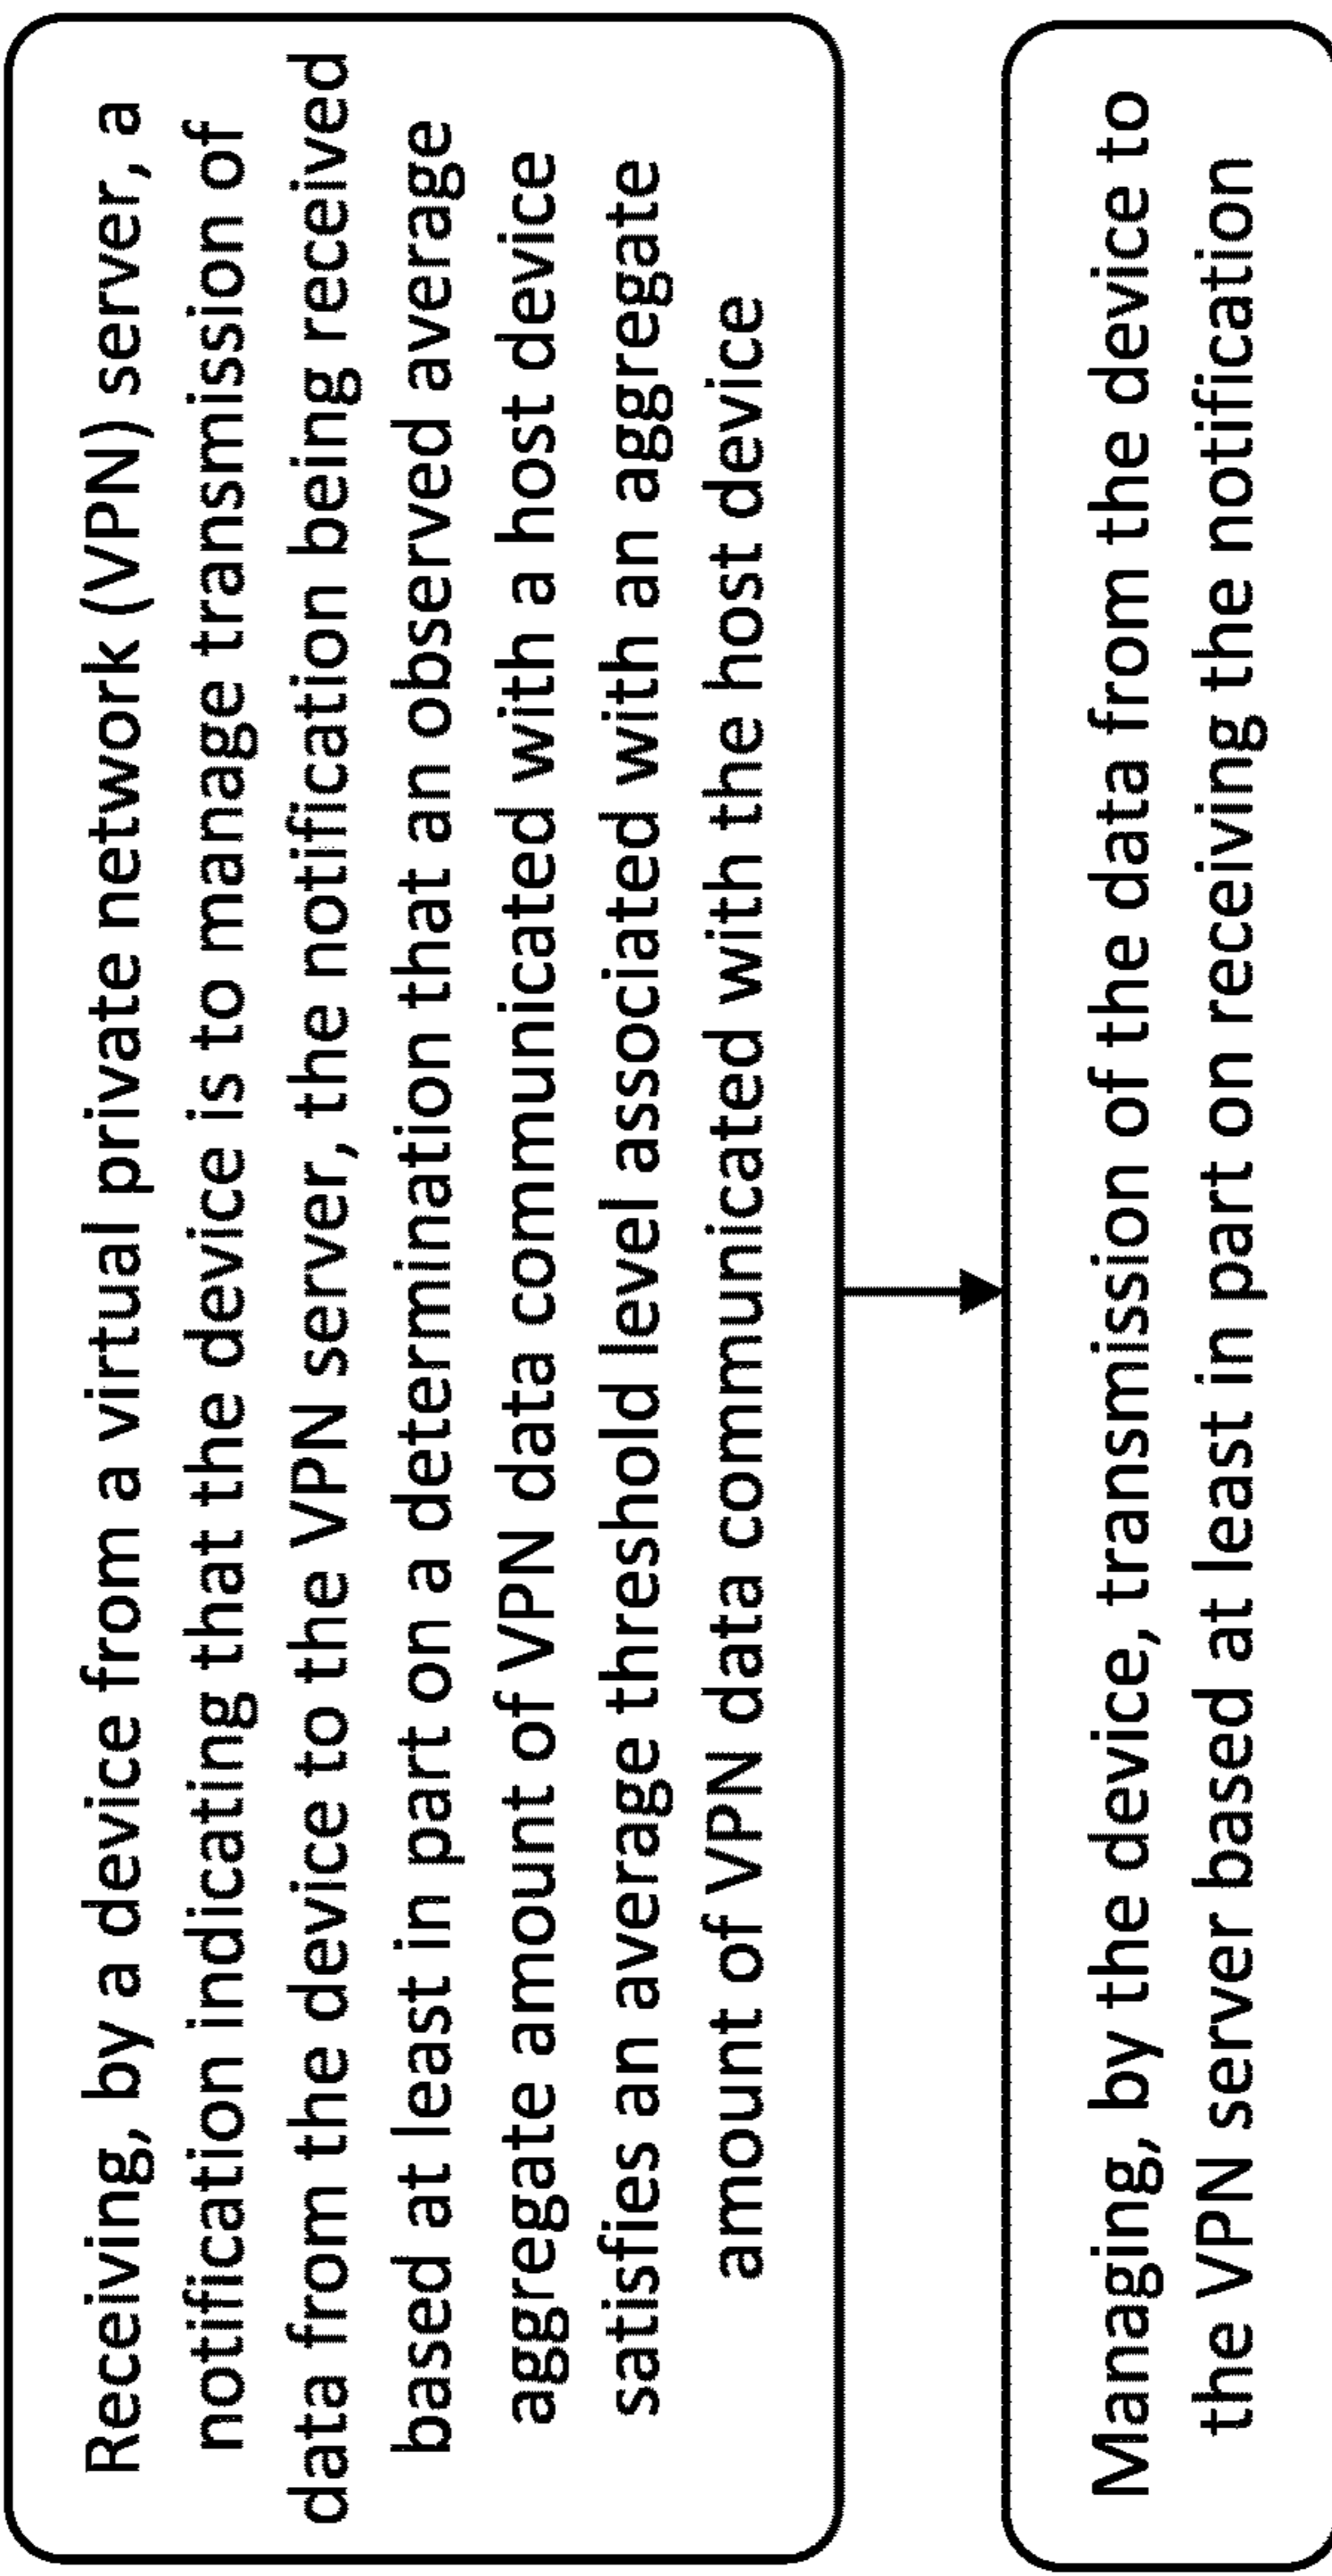 Receiving, by a device from a virtual private network (VPN) server, a
notification indicating that the device is to manage transmission of
data from the device to the VPN server, the notification being received
based at least in part on a determination that an observed average
aggregate amount of VPN data communicated with a host device
satisfies an average threshold level associated with an aggregate
amount of VPN data communicated with the host device
Managing, by the device, transmission of the data from the device to
the VPN server based at least in part on receiving the notification